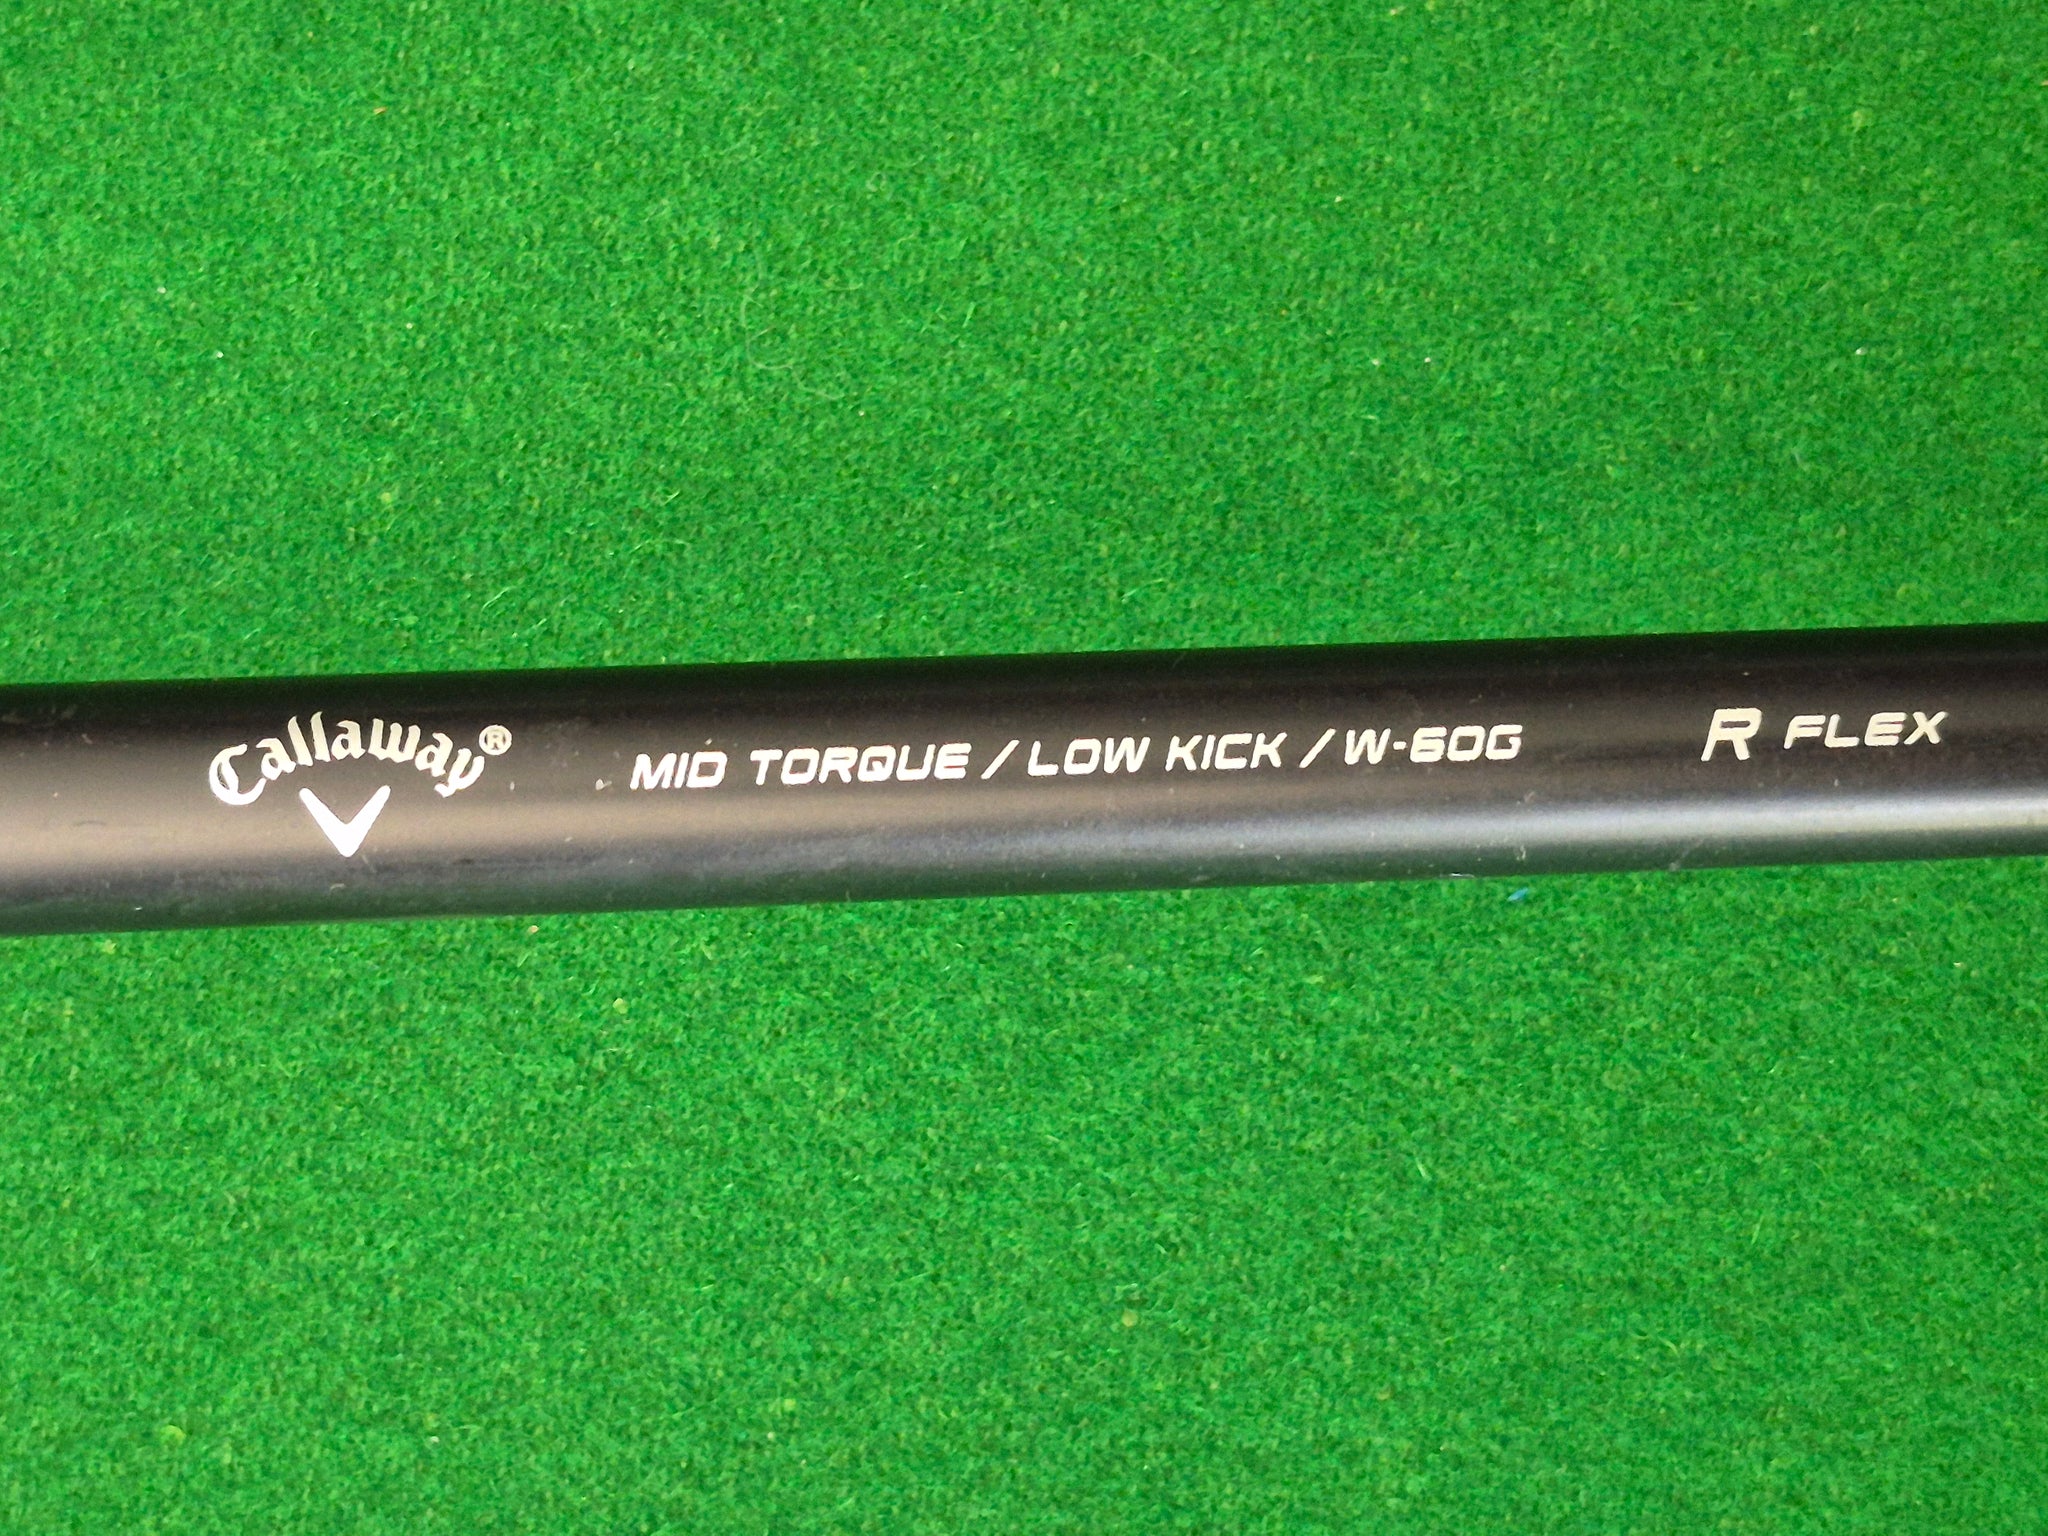 Callaway® MID TORQUE / LOW KICK / W-60G R FLEX